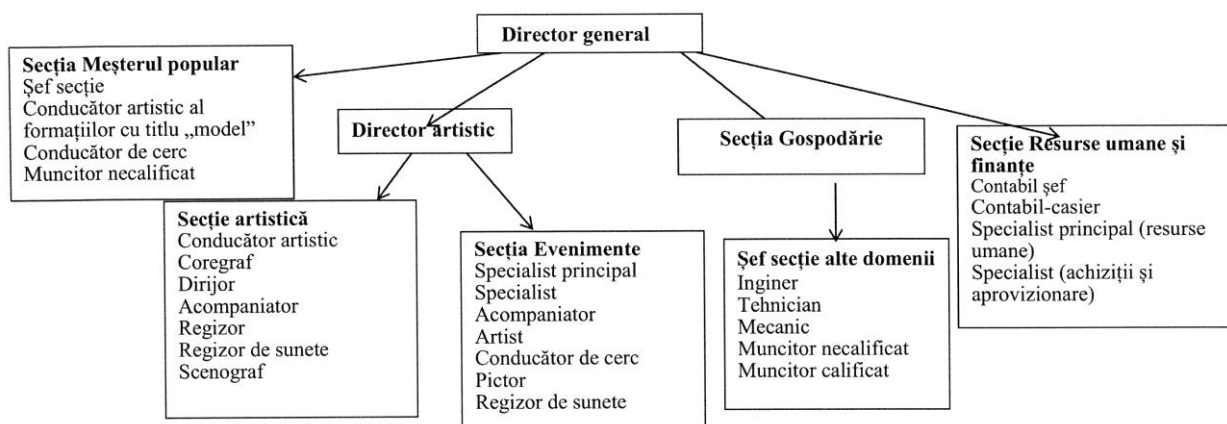 Director general
Secția Meșterul popular
Șef secție
Conducător artistic al
formațiilor cu titlu „model”
Conducător de cerc
Muncitor necalificat
Director artistic
Secția Gospodărie
Secție Resurse umane și
finanțe
Contabil șef
Contabil-casier
Specialist principal (resurse
umane)
Specialist (achiziții și
aprovizionare)
Secție artistică
Conducător artistic
Coregraf
Dirijor
Acompaniator
Regizor
Regizor de sunete
Scenograf
Secția Evenimente
Specialist principal
Specialist
Acompaniator
Artist
Conducător de cerc
Pictor
Regizor de sunete
Șef secție alte domenii
Inginer
Tehnician
Mecanic
Muncitor necalificat
Muncitor calificat